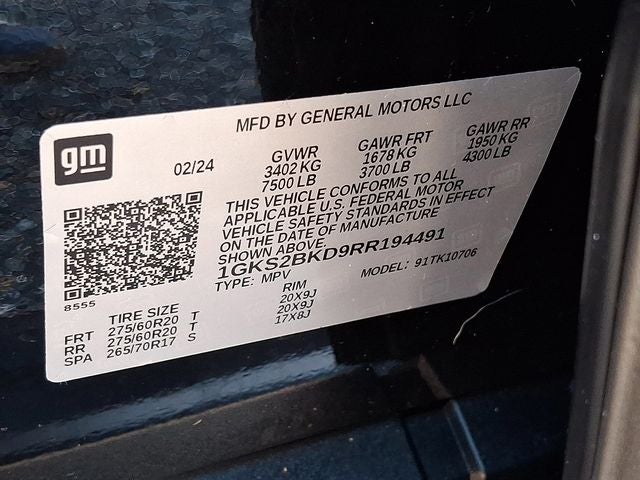 MFD BY GENERAL MOTORS LLC
gm
02/24
GVWR
3402 KG
7500 LB
GAWR FRT
1678 KG
3700 LB
GAWR RR
1950 KG
4300 LB
THIS VEHICLE CONFORMS TO ALL
APPLICABLE U.S. FEDERAL MOTOR
VEHICLE SAFETY STANDARDS IN EFFECT
ON THE DATE OF MANUFACTURE
SHOWN ABOVE.
1GKS2BKD9RR194491
TYPE: MPV
MODEL: 91TK10706
8555
TIRE SIZE RIM
FRT 275/60R20 T 20X9J
RR 275/60R20 T 20X9J
SPA 265/70R17 S 17X8J